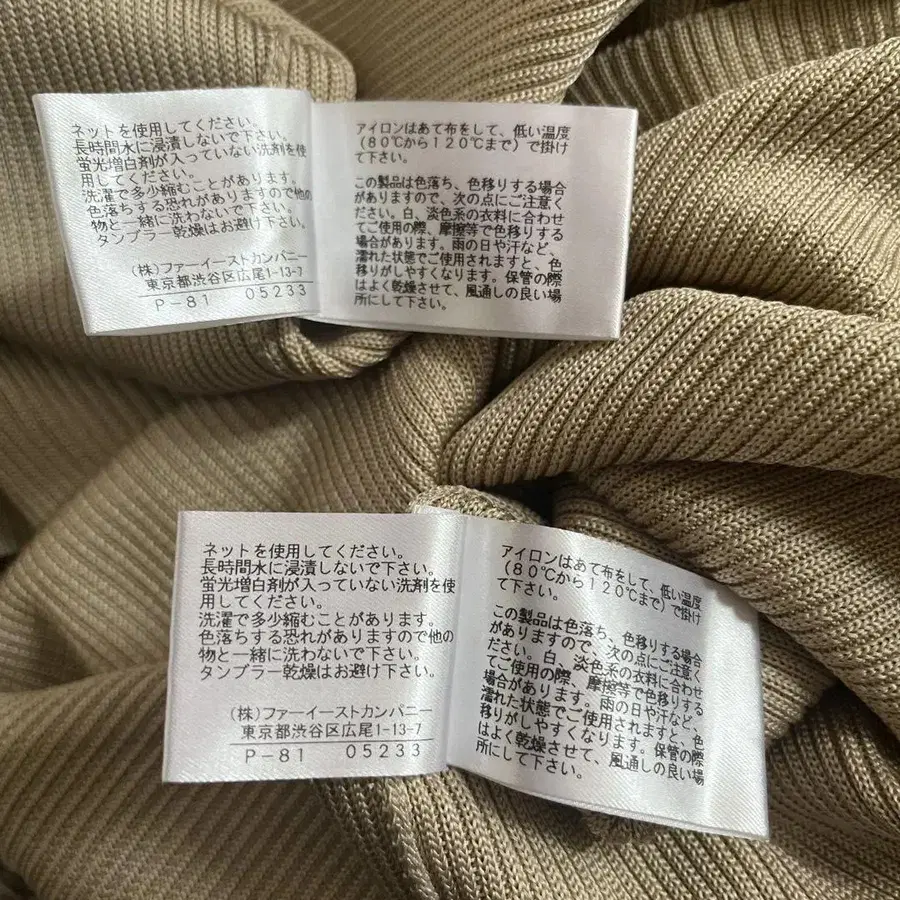 ネットを使用してください。
長時間水に浸漬しないで下さい。
蛍光増白剤が入っていない洗剤を使
用してください。
洗濯で多少縮むことがあります。
色落ちする恐れがありますので他の
物と一緒に洗わないで下さい。
タンブラー乾燥はお避け下さい。
(株)ファーイーストカンパニー
東京都渋谷区広尾1-13-7
P-81 05233
アイロンはあて布をして、低い温度
(80℃から120℃まで)で掛け
て下さい。
この製品は色落ち、色移りする場合
がありますので、次の点にご注意く
ださい。白、淡色系の衣料に合わせ
てご使用の際、摩擦等で色移りする
場合があります。雨の日や汗など、
濡れた状態でご使用されますと、色
移りがしやすくなります。保管の際
はよく乾燥させて、風通しの良い場
所にして下さい。
ネットを使用してください。
長時間水に浸漬しないで下さい。
蛍光増白剤が入っていない洗剤を使
用してください。
洗濯で多少縮むことがあります。
色落ちする恐れがありますので他の
物と一緒に洗わないで下さい。
タンブラー乾燥はお避け下さい。
(株)ファーイーストカンパニー
東京都渋谷区広尾1-13-7
P-81 05233
アイロンはあて布をして、低い温度
(80℃から120℃まで)で掛け
て下さい。
この製品は色落ち、色移りする場合
がありますので、次の点にご注意く
ださい。白、淡色系の衣料に合わせ
てご使用の際、摩擦等で色移りする
場合があります。雨の日や汗など、
濡れた状態でご使用されますと、色
移りがしやすくなります。保管の際
はよく乾燥させて、風通しの良い場
所にして下さい。